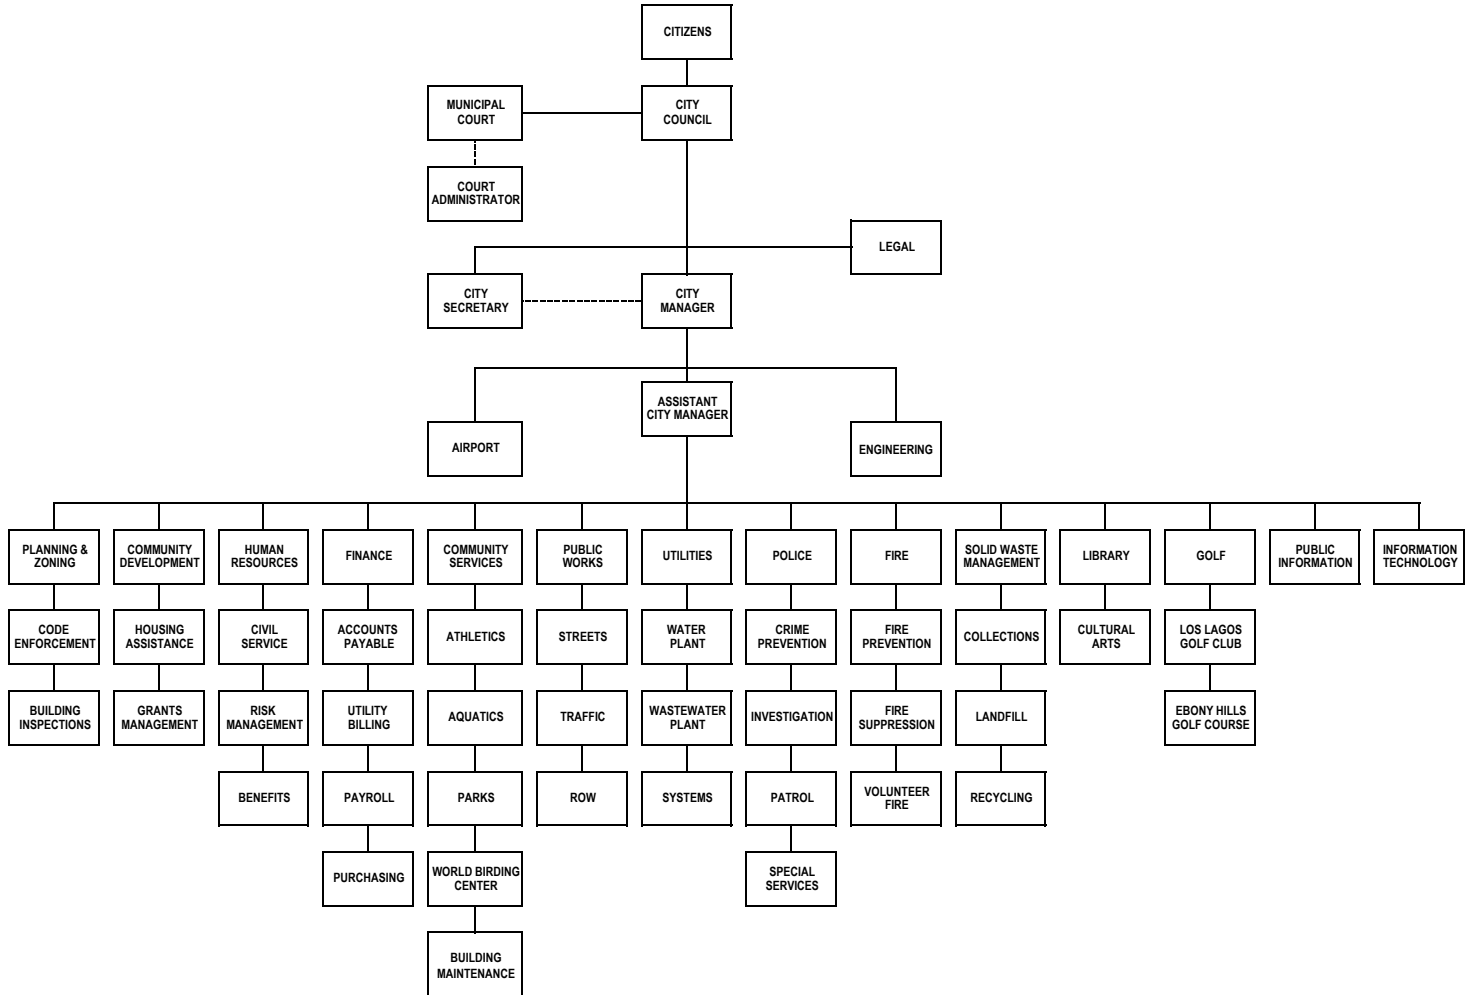 CITIZENS
MUNICIPAL
COURT
CITY
COUNCIL
COURT
ADMINISTRATOR
LEGAL
CITY
SECRETARY
CITY
MANAGER
ASSISTANT
CITY MANAGER
AIRPORT
ENGINEERING
PLANNING &
ZONING
COMMUNITY
DEVELOPMENT
HUMAN
RESOURCES
FINANCE
COMMUNITY
SERVICES
PUBLIC
WORKS
UTILITIES
POLICE
FIRE
SOLID WASTE
MANAGEMENT
LIBRARY
GOLF
PUBLIC
INFORMATION
INFORMATION
TECHNOLOGY
CODE
ENFORCEMENT
HOUSING
ASSISTANCE
CIVIL
SERVICE
ACCOUNTS
PAYABLE
ATHLETICS
STREETS
WATER
PLANT
CRIME
PREVENTION
FIRE
PREVENTION
COLLECTIONS
CULTURAL
ARTS
LOS LAGOS
GOLF CLUB
BUILDING
INSPECTIONS
GRANTS
MANAGEMENT
RISK
MANAGEMENT
UTILITY
BILLING
AQUATICS
TRAFFIC
WASTEWATER
PLANT
INVESTIGATION
FIRE
SUPPRESSION
LANDFILL
EBONY HILLS
GOLF COURSE
BENEFITS
PAYROLL
PARKS
ROW
SYSTEMS
PATROL
VOLUNTEER
FIRE
RECYCLING
PURCHASING
WORLD BIRDING
CENTER
SPECIAL
SERVICES
BUILDING
MAINTENANCE